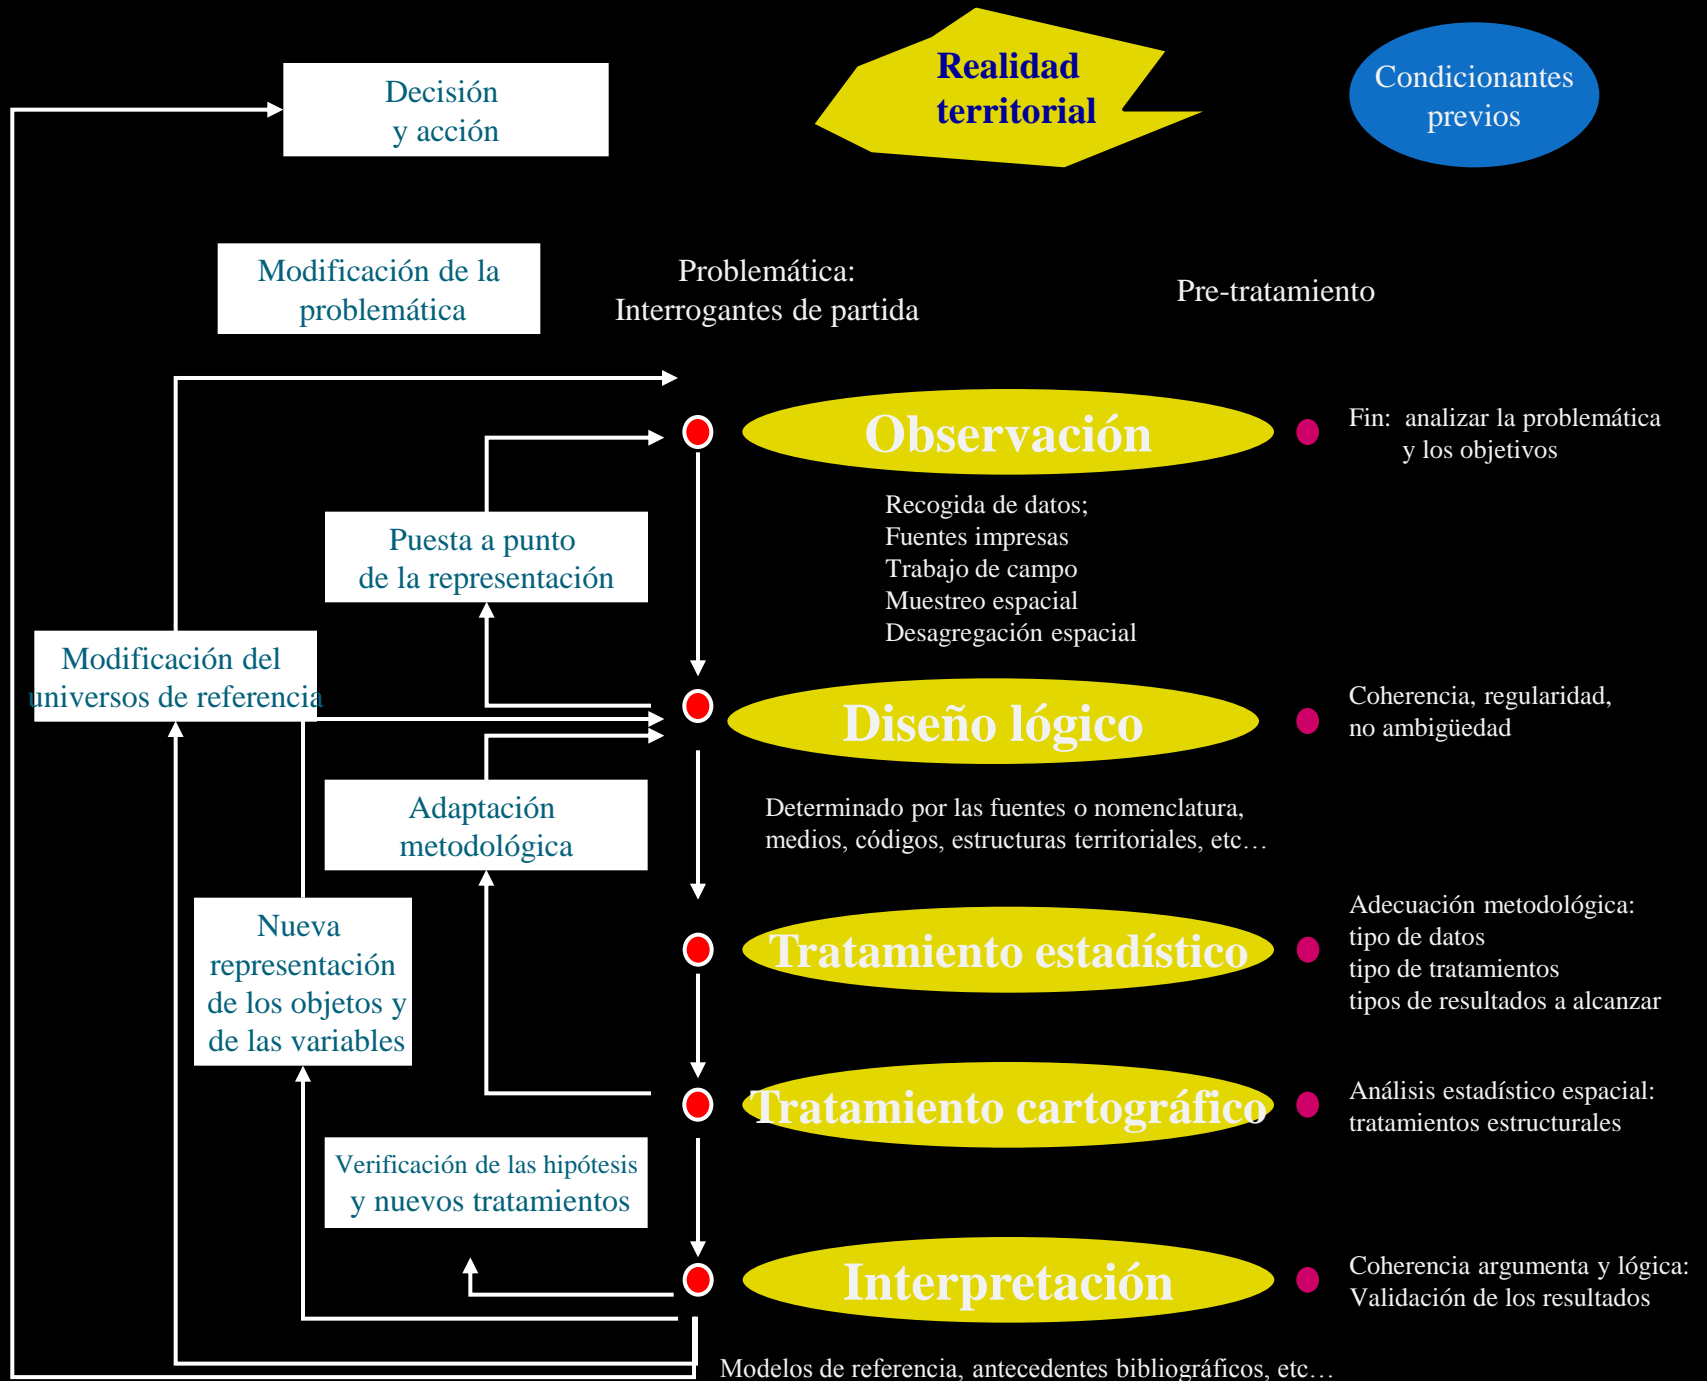 Decisión
y acción
Realidad
territorial
Condicionantes
previos
Modificación de la
problemática
Problemática:
Interrogantes de partida
Pre-tratamiento
Observación
Fin: analizar la problemática
y los objetivos
Recogida de datos;
Fuentes impresas
Trabajo de campo
Muestreo espacial
Desagregación espacial
Puesta a punto
de la representación
Modificación del
universos de referencia
Diseño lógico
Coherencia, regularidad,
no ambigüedad
Determinado por las fuentes o nomenclatura,
medios, códigos, estructuras territoriales, etc…
Adaptación
metodológica
Nueva
representación
de los objetos y
de las variables
Tratamiento estadístico
Adecuación metodológica:
tipo de datos
tipo de tratamientos
tipos de resultados a alcanzar
Tratamiento cartográfico
Análisis estadístico espacial:
tratamientos estructurales
Verificación de las hipótesis
y nuevos tratamientos
Interpretación
Coherencia argumenta y lógica:
Validación de los resultados
Modelos de referencia, antecedentes bibliográficos, etc…